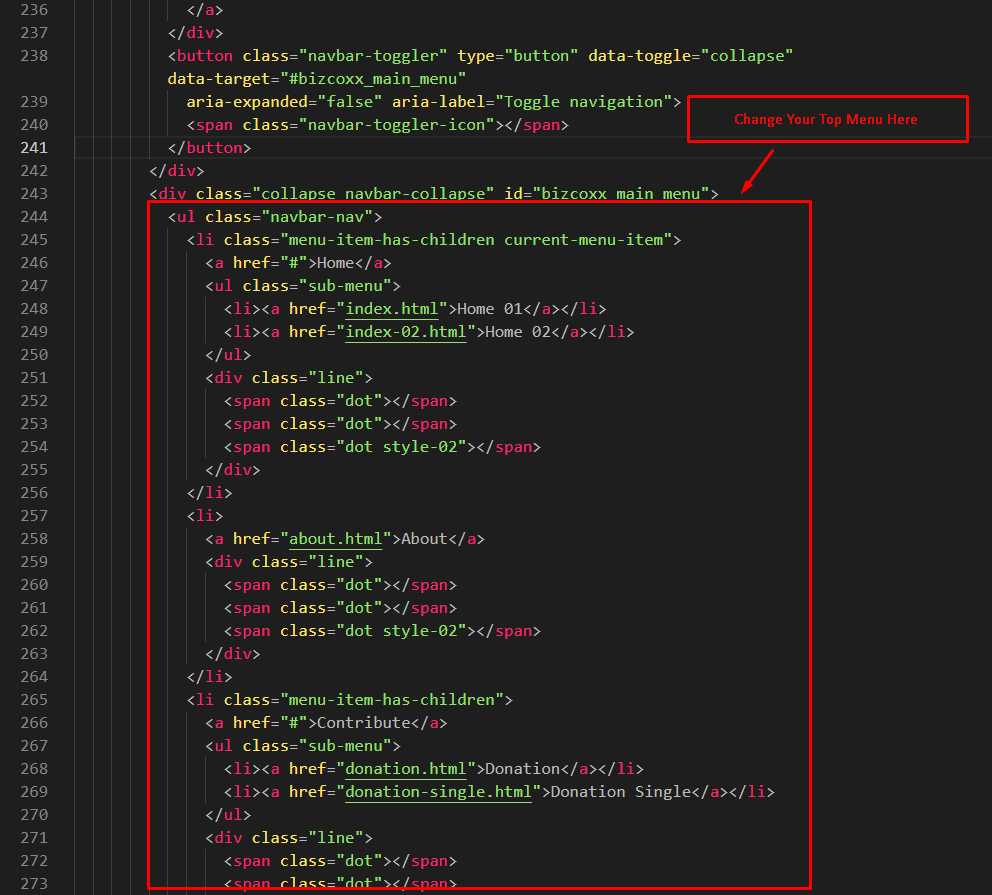 236 </a>
237 </div>
238 <button class="navbar-toggler" type="button" data-toggle="collapse"
data-target="#bizcoxx_main_menu"
239 aria-expanded="false" aria-label="Toggle navigation">
240 <span class="navbar-toggler-icon"></span>
Change Your Top Menu Here
241 </button>
242 </div>
243 <div class="collapse navbar-collapse" id="bizcoxx_main_menu">
244 <ul class="navbar-nav">
245 <li class="menu-item-has-children current-menu-item">
246 <a href="#">Home</a>
247 <ul class="sub-menu">
248 <li><a href="index.html">Home 01</a></li>
249 <li><a href="index-02.html">Home 02</a></li>
250 </ul>
251 <div class="line">
252 <span class="dot"></span>
253 <span class="dot"></span>
254 <span class="dot style-02"></span>
255 </div>
256 </li>
257 <li>
258 <a href="about.html">About</a>
259 <div class="line">
260 <span class="dot"></span>
261 <span class="dot"></span>
262 <span class="dot style-02"></span>
263 </div>
264 </li>
265 <li class="menu-item-has-children">
266 <a href="#">Contribute</a>
267 <ul class="sub-menu">
268 <li><a href="donation.html">Donation</a></li>
269 <li><a href="donation-single.html">Donation Single</a></li>
270 </ul>
271 <div class="line">
272 <span class="dot"></span>
273 <span class="dot"></span>